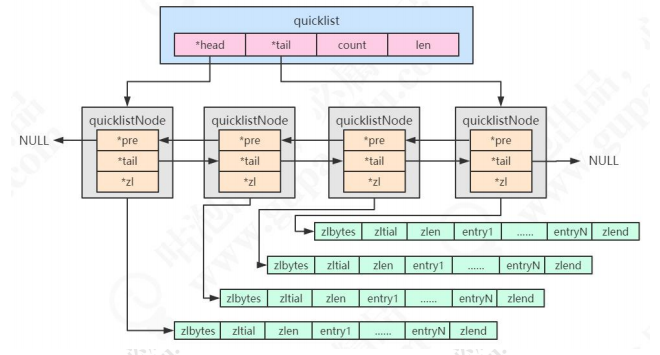 quicklist
*head *tail count len
quicklistNode quicklistNode quicklistNode quicklistNode
NULL *pre *pre *pre *pre
*tail *tail *tail *tail NULL
*zl *zl *zl *zl
zlbytes zltial zlen entry1 ...... entryN zlend
zlbytes zltial zlen entry1 ...... entryN zlend
zlbytes zltial zlen entry1 ...... entryN zlend
zlbytes zltial zlen entry1 ...... entryN zlend